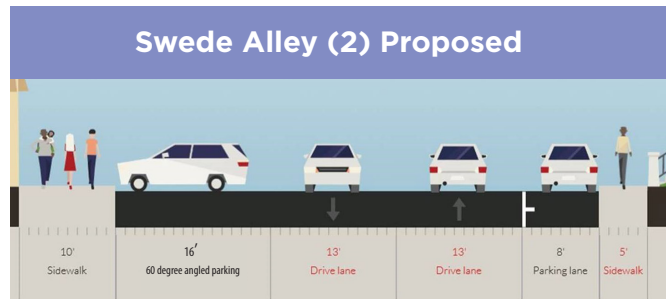 Swede Alley (2) Proposed
10' 16' 13' 13' 8' 5'
Sidewalk 60 degree angled parking Drive lane Drive lane Parking lane Sidewalk